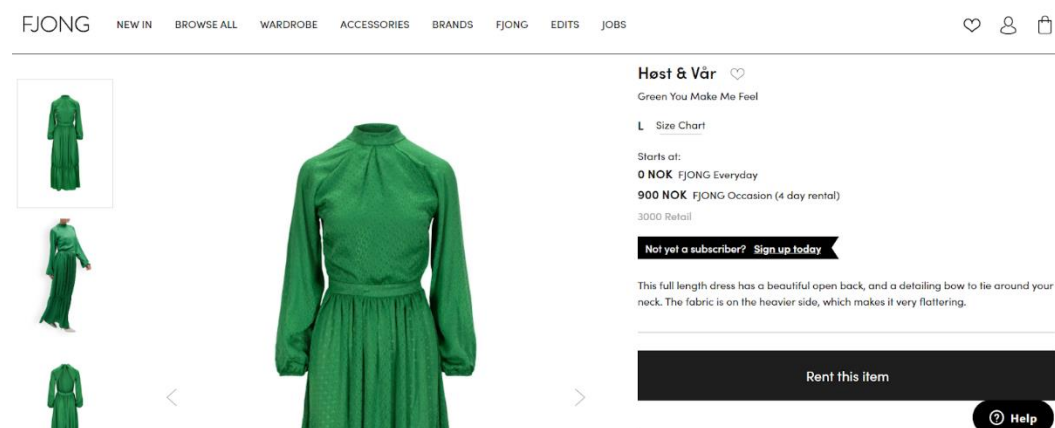 FJONG NEW IN BROWSE ALL WARDROBE ACCESSORIES BRANDS FJONG EDITS JOBS
Høst & Vår
Green You Make Me Feel
L Size Chart
Starts at:
0 NOK FJONG Everyday
900 NOK FJONG Occasion (4 day rental)
3000 Retail
Not yet a subscriber? Sign up today
This full length dress has a beautiful open back, and a detailing bow to tie around your
neck. The fabric is on the heavier side, which makes it very flattering.
Rent this item
Help